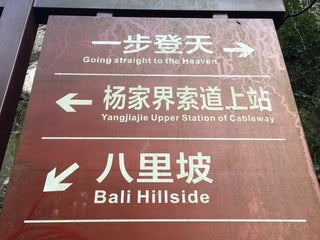 一步登天
Going straight to the Heaven
杨家界索道上站
Yangjiajie Upper Station of Cableway
八里坡
Bali Hillside